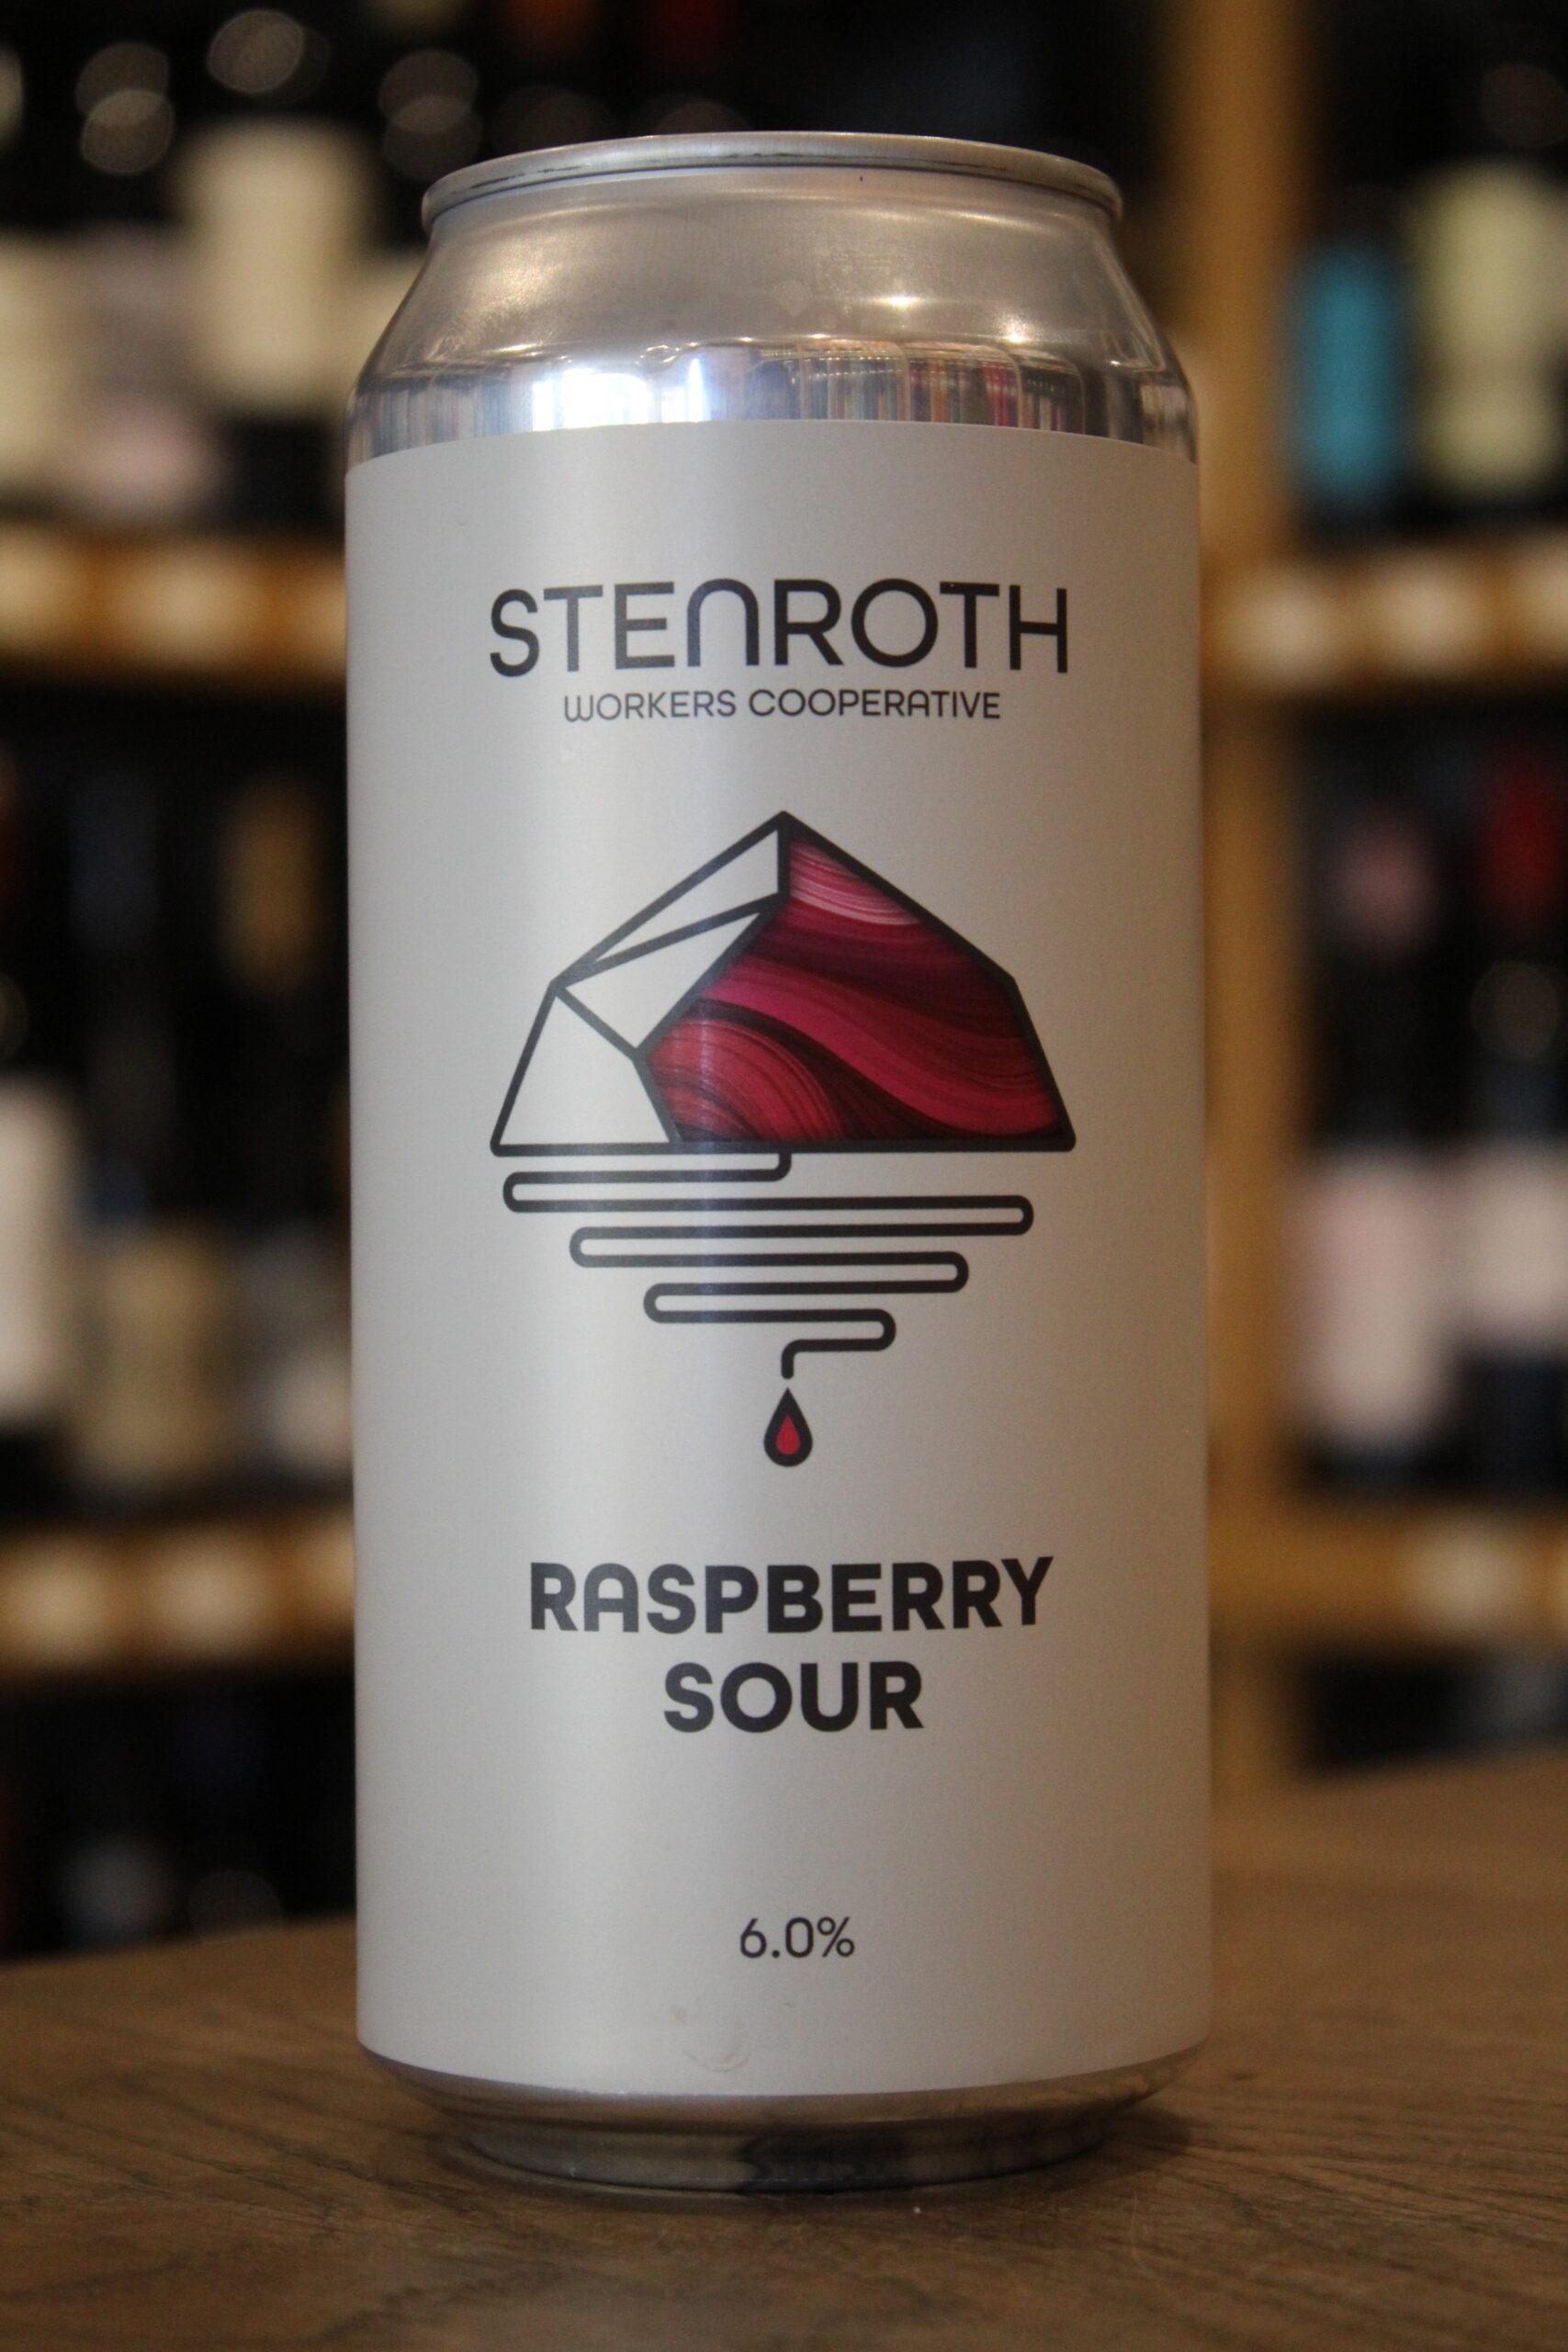 STENROTH
WORKERS COOPERATIVE
RASPBERRY
SOUR
6.0%